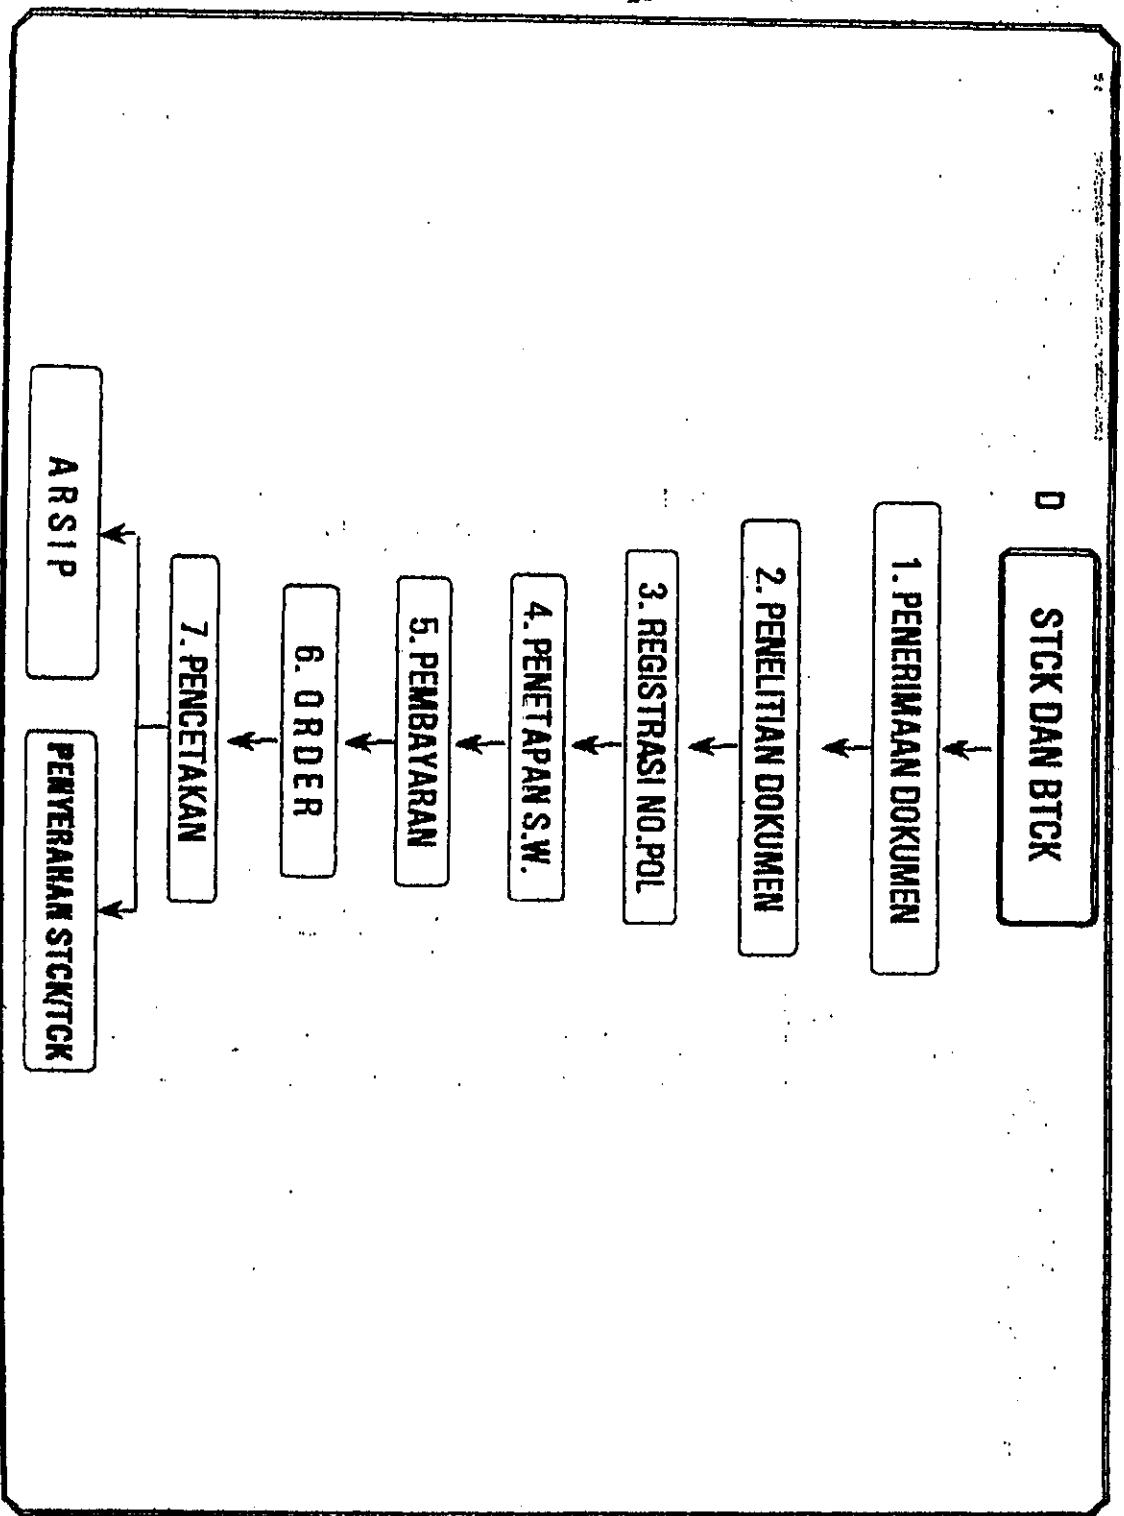 D
STCK DAN BTCK
1. PENERIMAAN DOKUMEN
2. PENELITIAN DOKUMEN
3. REGISTRASI NO.POL
4. PENETAPAN S.W.
5. PEMBAYARAN
6. ORDER
7. PENCETAKAN
ARSIP
PENYERAHAN STCK/TCK